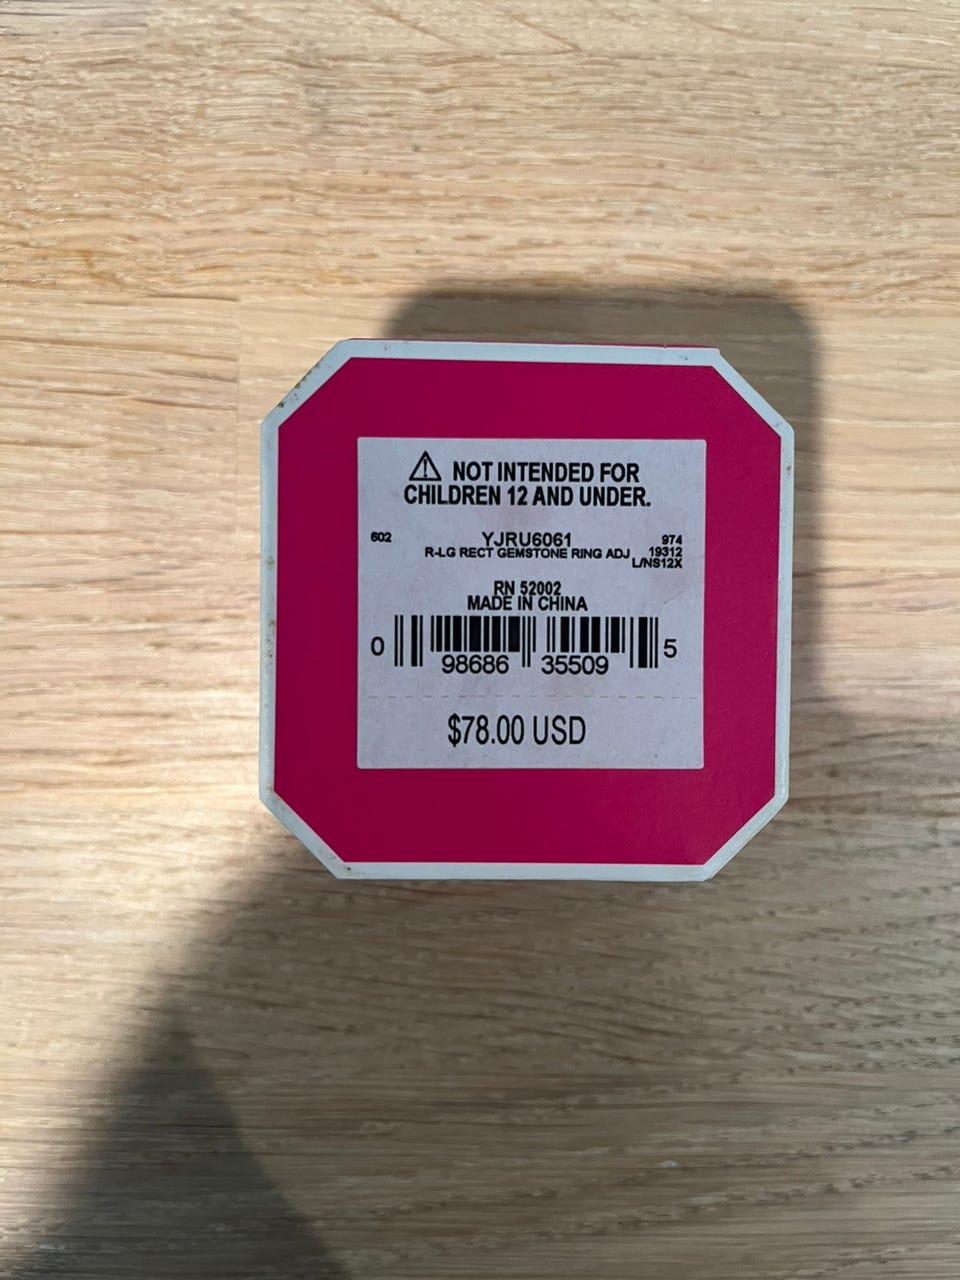 NOT INTENDED FOR
CHILDREN 12 AND UNDER.
602 YJRU6061 974
R-LG RECT GEMSTONE RING ADJ 19312
L/NS12X
RN 52002
MADE IN CHINA
0 98686 35509 5
$78.00 USD